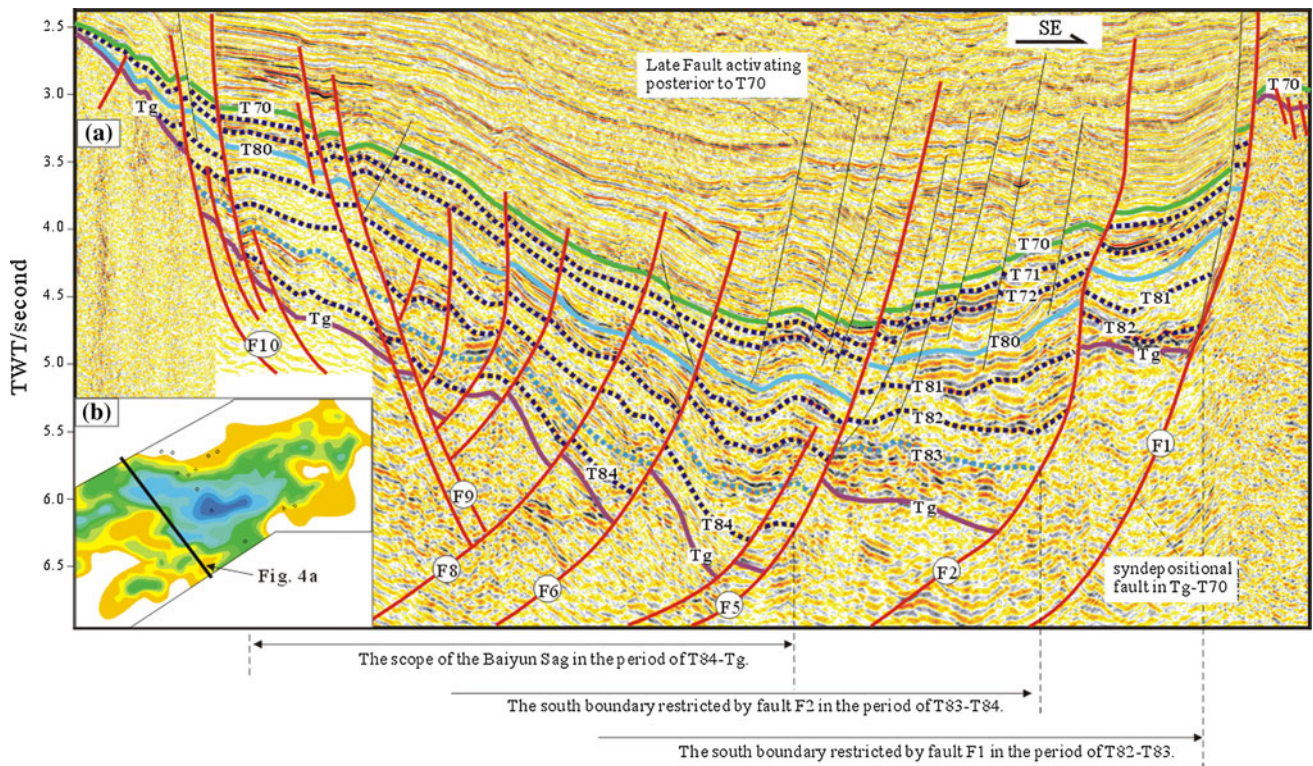 2.5
SE
Late Fault activating
posterior to T70
3.0
Tg
T70
T70
(a)
T80
3.5
4.0
T70
T71
4.5
T72
T81
Tg
T82
F10
T80
Tg
5.0
TWT/second
T81
(b)
T82
5.5
T83
F1
T84
6.0
F9
Tg
T84
Tg
6.5
F8
F2
Fig. 4a
F6
F5
syndepositional
fault in Tg-T70
The scope of the Baiyun Sag in the period of T84-Tg.
The south boundary restricted by fault F2 in the period of T83-T84.
The south boundary restricted by fault F1 in the period of T82-T83.